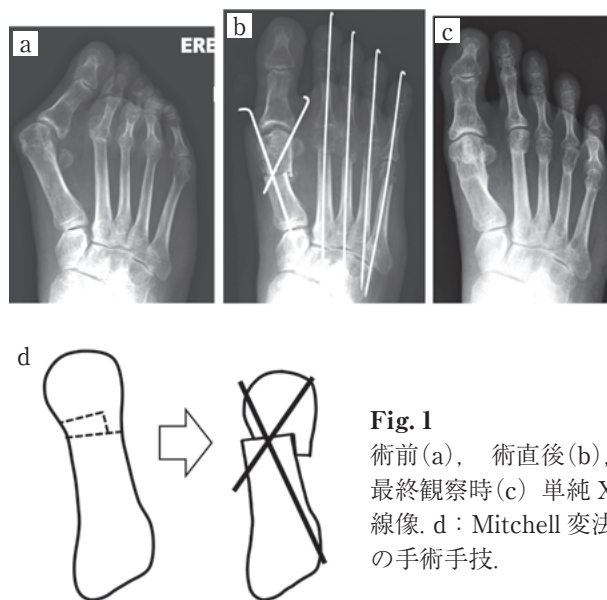 a
ERE
b
c
d
Fig. 1
術前(a), 術直後(b),
最終観察時(c) 単純 X
線像. d：Mitchell 変法
の手術手技.